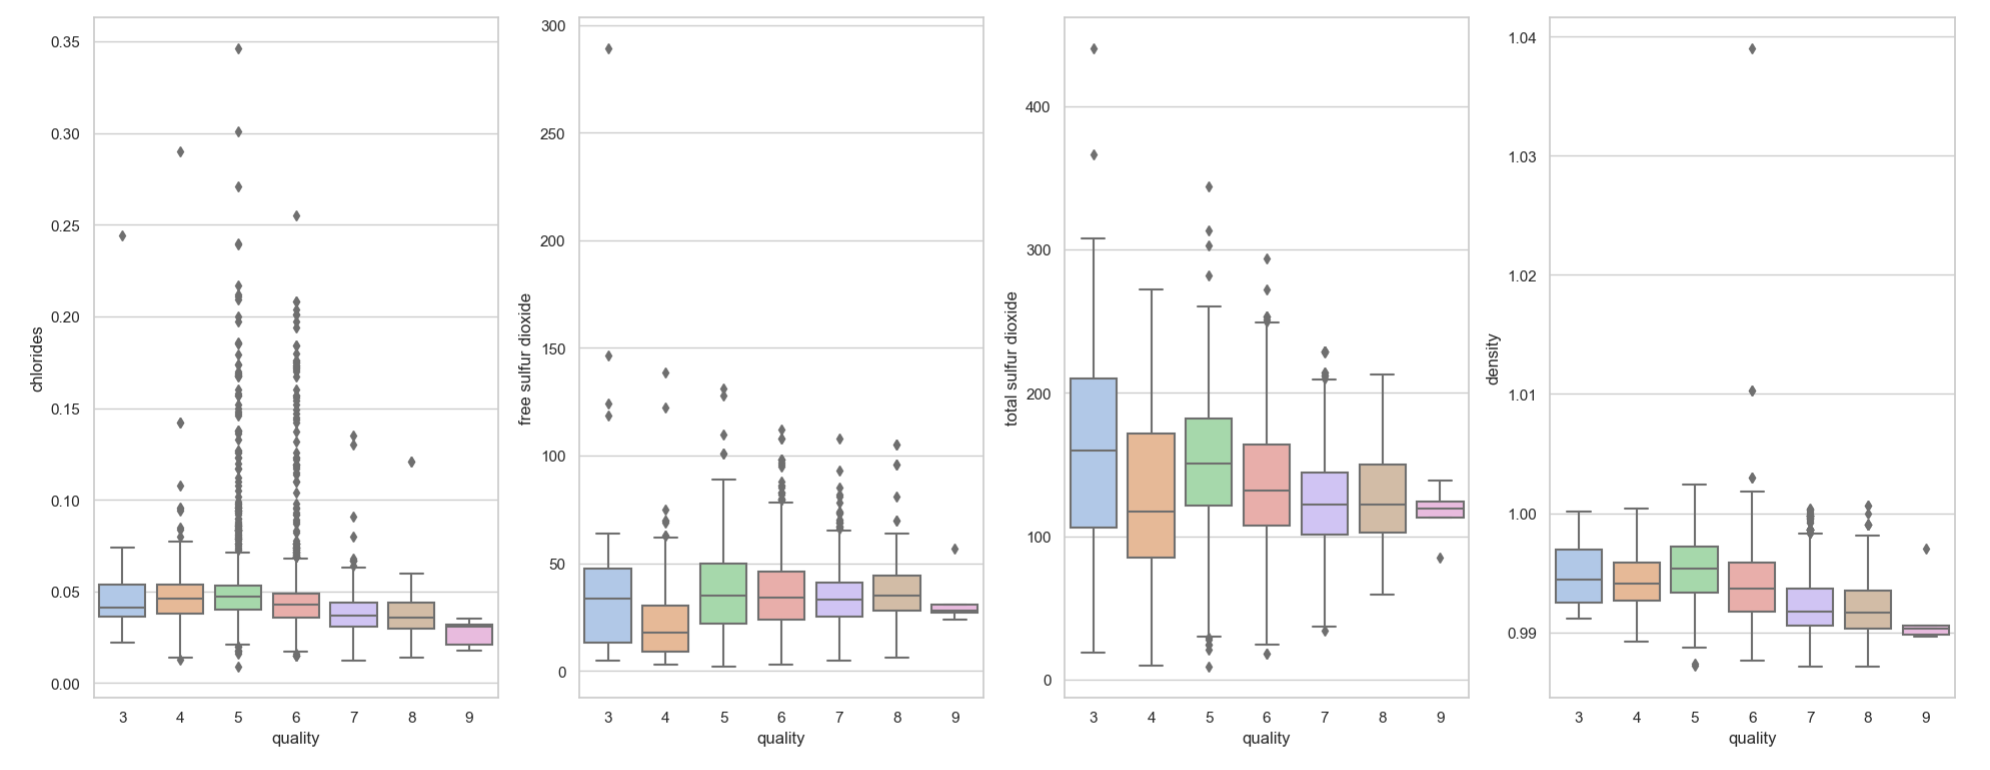 chlorides
0.35
0.30
0.25
0.20
0.15
0.10
0.05
0.00
3 4 5 6 7 8 9
quality
free sulfur dioxide
300
250
200
150
100
50
0
3 4 5 6 7 8 9
quality
total sulfur dioxide
400
300
200
100
0
3 4 5 6 7 8 9
quality
density
1.04
1.03
1.02
1.01
1.00
0.99
3 4 5 6 7 8 9
quality